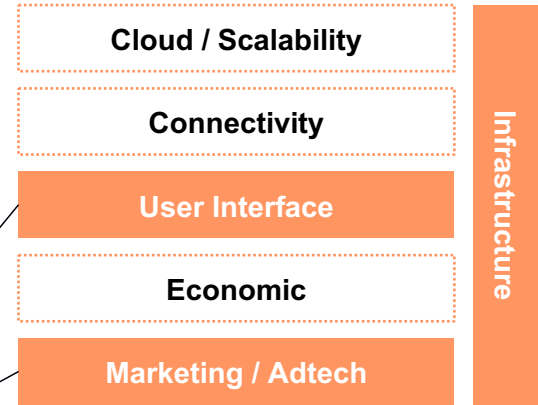 Cloud / Scalability
Connectivity
User Interface
Economic
Marketing / Adtech
Infrastructure